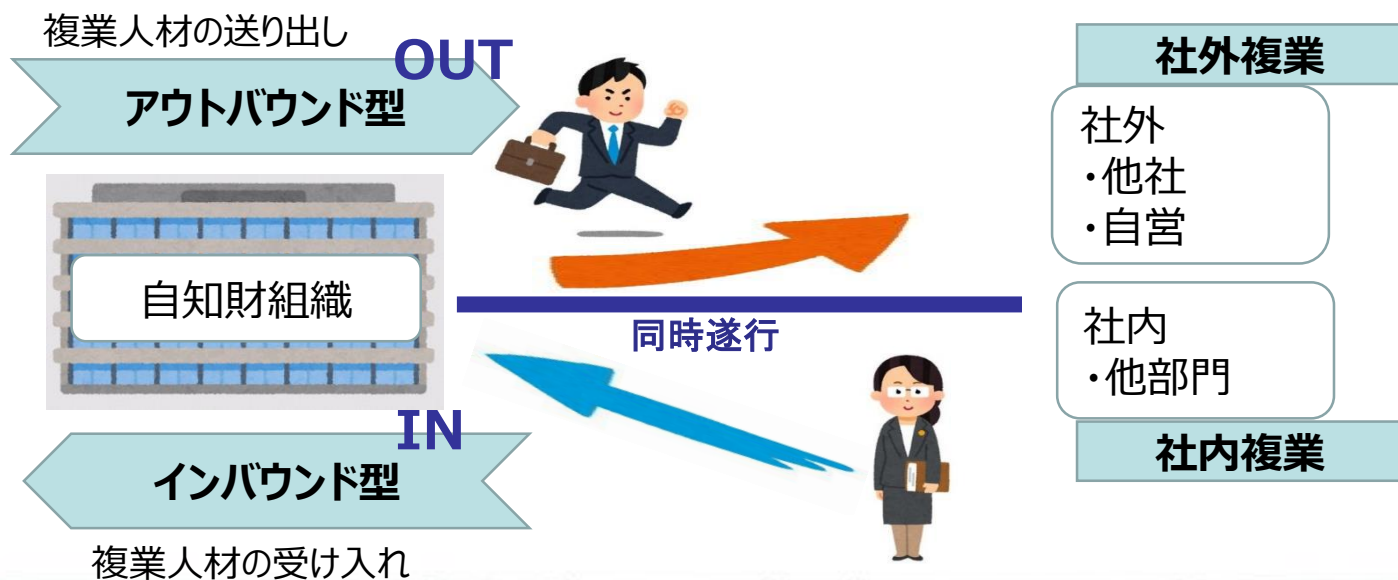 複業人材の送り出し
OUT
アウトバウンド型
自知財組織
同時遂行
IN
インバウンド型
複業人材の受け入れ
社外複業
社外
・他社
・自営
社内
・他部門
社内複業